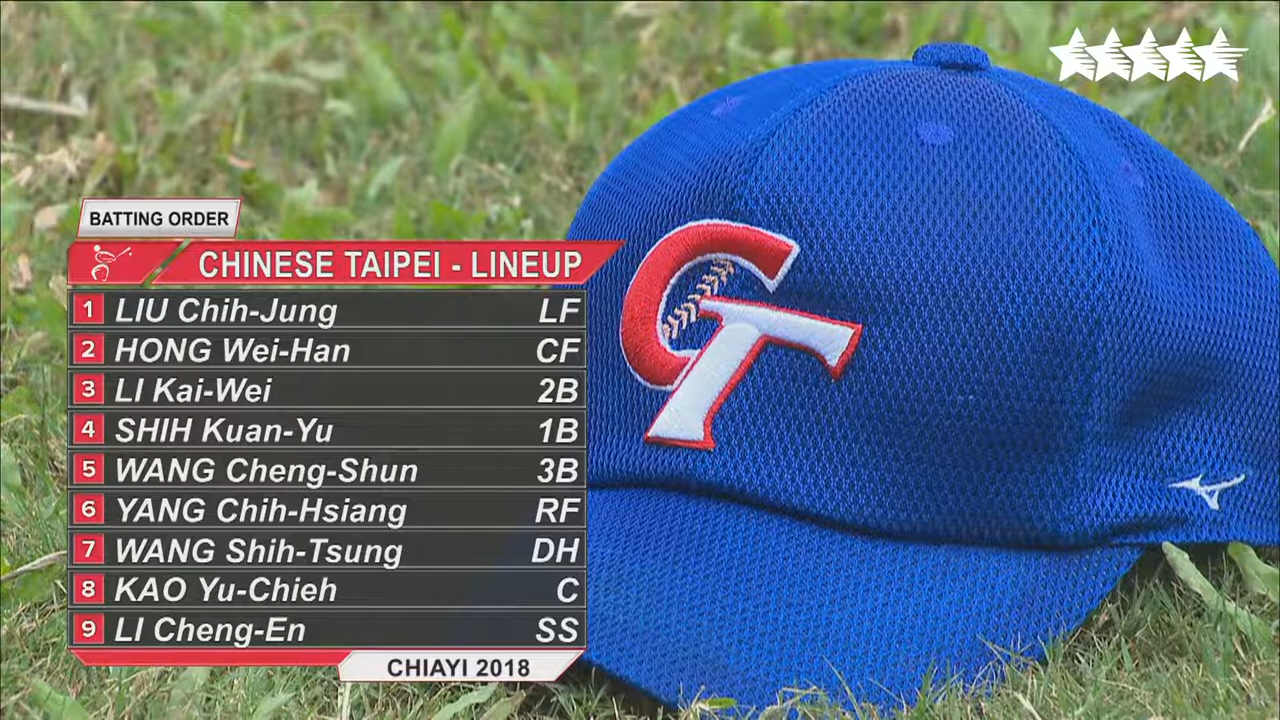 BATTING ORDER
CHINESE TAIPEI - LINEUP
1 LIU Chih-Jung LF
2 HONG Wei-Han CF
3 LI Kai-Wei 2B
4 SHIH Kuan-Yu 1B
5 WANG Cheng-Shun 3B
6 YANG Chih-Hsiang RF
7 WANG Shih-Tsung DH
8 KAO Yu-Chieh C
9 LI Cheng-En SS
CHIAYI 2018
CT